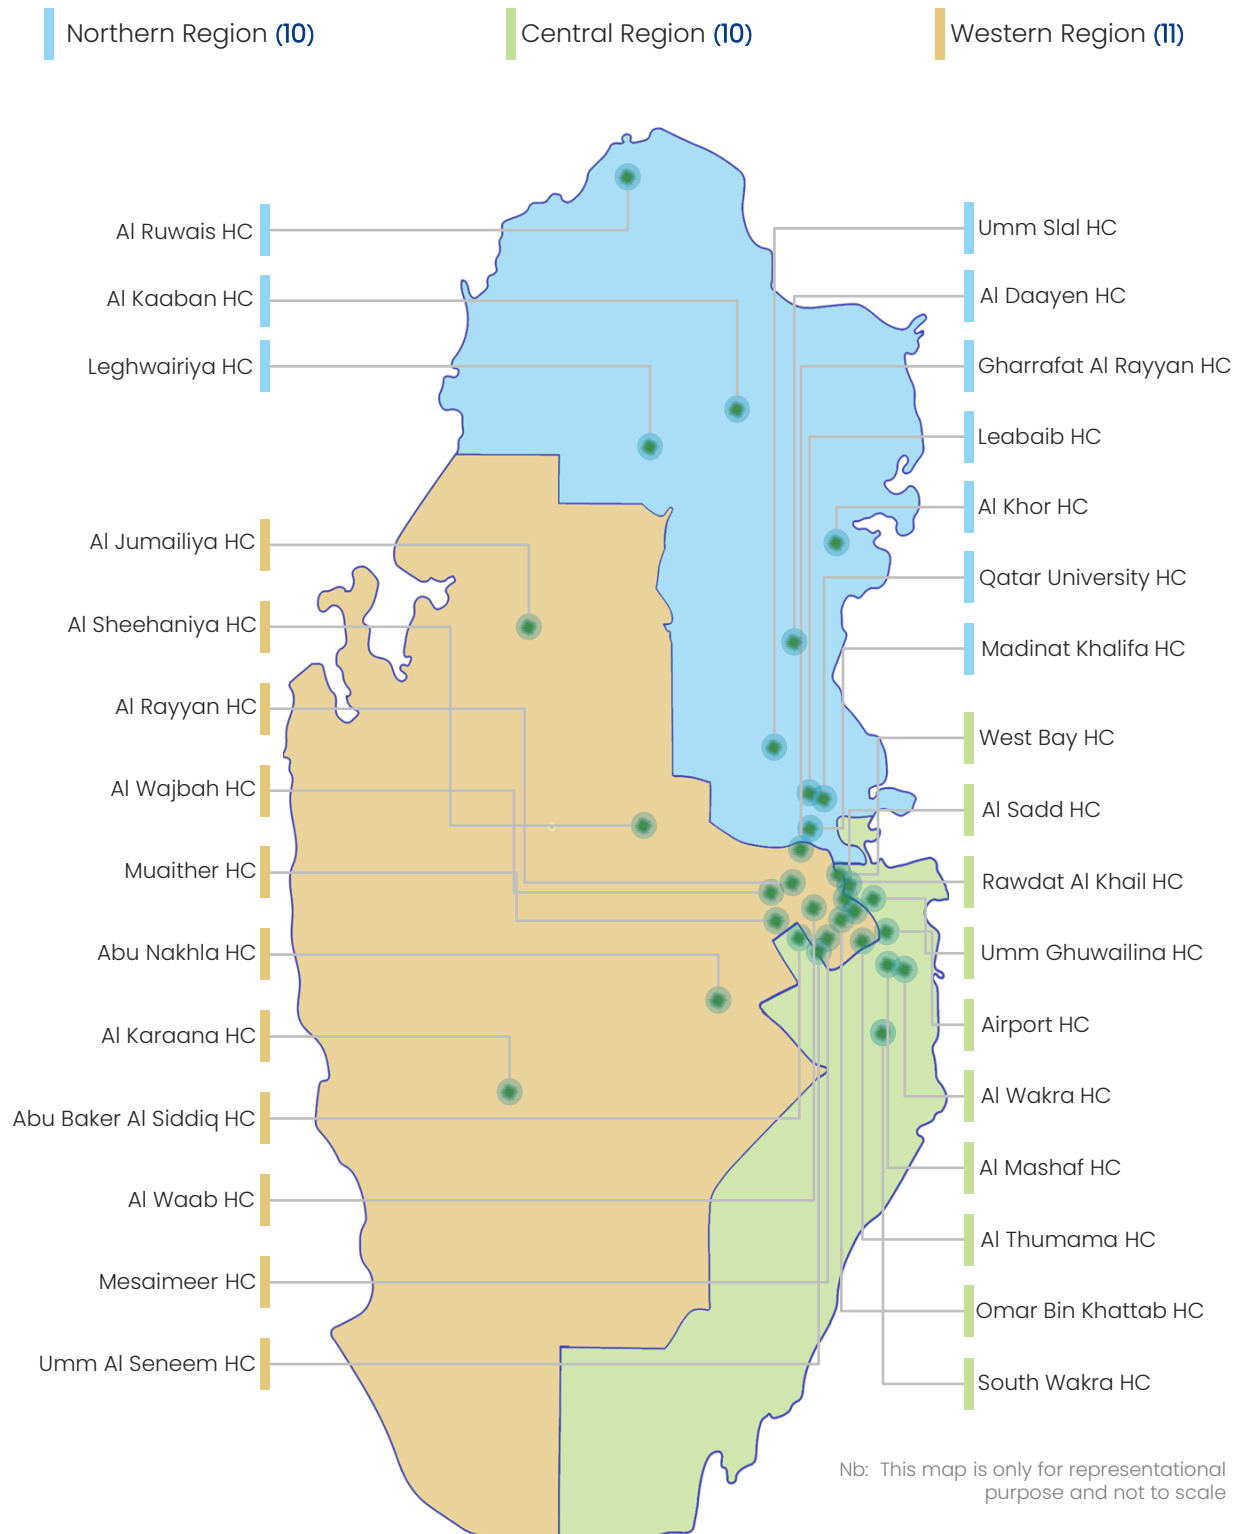 Northern Region (10)
Central Region (10)
Western Region (11)
Al Ruwais HC
Al Kaaban HC
Leghwairiya HC
Al Jumailiya HC
Al Sheehaniya HC
Al Rayyan HC
Al Wajbah HC
Muaither HC
Abu Nakhla HC
Al Karaana HC
Abu Baker Al Siddiq HC
Al Waab HC
Mesaimeer HC
Umm Al Seneem HC
Umm Slal HC
Al Daayen HC
Gharrafat Al Rayyan HC
Leabaib HC
Al Khor HC
Qatar University HC
Madinat Khalifa HC
West Bay HC
Al Sadd HC
Rawdat Al Khail HC
Umm Ghuwailina HC
Airport HC
Al Wakra HC
Al Mashaf HC
Al Thumama HC
Omar Bin Khattab HC
South Wakra HC
Nb: This map is only for representational
purpose and not to scale